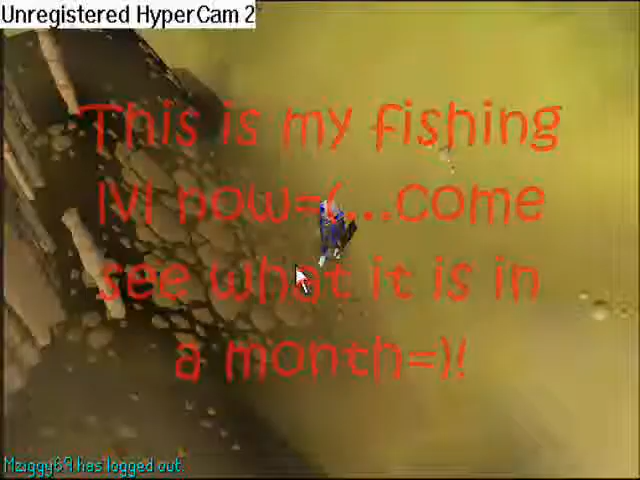 Unregistered HyperCam 2
This is my fishing
lvl now=(...come
see what it is in
a month=)!
Mziggy69 has logged out.